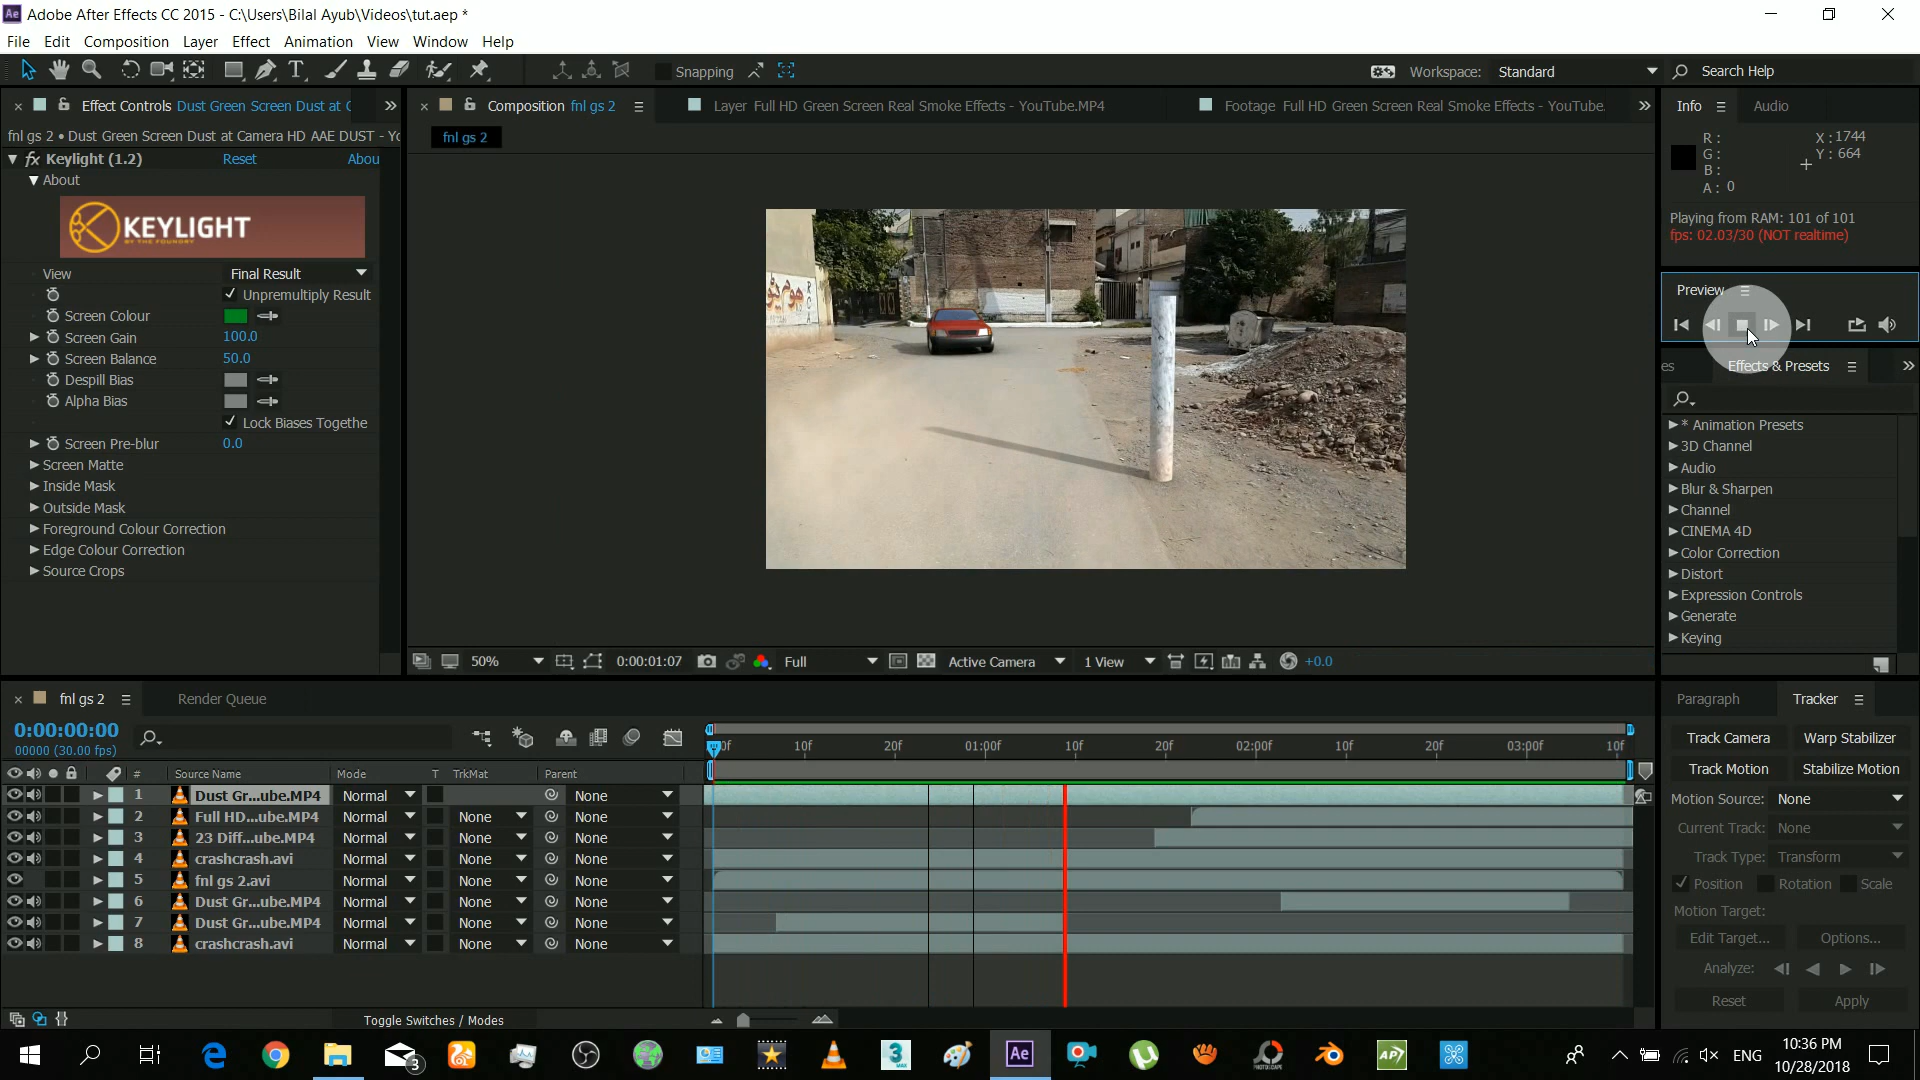 Adobe After Effects CC 2015 - C:\Users\Bilal Ayub\Videos\tut.aep *
File Edit Composition Layer Effect Animation View Window Help
Snapping
Workspace: Standard
Search Help
Effect Controls Dust Green Screen Dust at C
fnl gs 2 • Dust Green Screen Dust at Camera HD AAE DUST - Yo
fx Keylight (1.2) Reset Abou
About
KEYLIGHT
BY THE FOUNDRY
View Final Result
Unpremultiply Result
Screen Colour
Screen Gain 100.0
Screen Balance 50.0
Despill Bias
Alpha Bias
Lock Biases Togethe
Screen Pre-blur 0.0
Screen Matte
Inside Mask
Outside Mask
Foreground Colour Correction
Edge Colour Correction
Source Crops
Composition fnl gs 2
Layer Full HD Green Screen Real Smoke Effects - YouTube.MP4
Footage Full HD Green Screen Real Smoke Effects - YouTube.
fnl gs 2
50% 0:00:01:07 Full Active Camera 1 View +0.0
Info Audio
R :
G :
B :
A : 0
X : 1744
Y : 664
Playing from RAM: 101 of 101
fps: 02.03/30 (NOT realtime)
Preview
es Effects & Presets
* Animation Presets
3D Channel
Audio
Blur & Sharpen
Channel
CINEMA 4D
Color Correction
Distort
Expression Controls
Generate
Keying
fnl gs 2 Render Queue
0:00:00:00
00000 (30.00 fps)
10f 20f 01:00f 10f 20f 02:00f 10f 20f 03:00f 10f
# Source Name Mode T TrkMat Parent
1 Dust Gr...ube.MP4 Normal None
2 Full HD...ube.MP4 Normal None None
3 23 Diff...ube.MP4 Normal None None
4 crashcrash.avi Normal None None
5 fnl gs 2.avi Normal None None
6 Dust Gr...ube.MP4 Normal None None
7 Dust Gr...ube.MP4 Normal None None
8 crashcrash.avi Normal None None
Toggle Switches / Modes
Paragraph Tracker
Track Camera Warp Stabilizer
Track Motion Stabilize Motion
Motion Source: None
Current Track: None
Track Type: Transform
Position Rotation Scale
Motion Target:
Edit Target... Options...
Analyze:
Reset Apply
3
3
MAX
Ae
AP7
ENG
10:36 PM
10/28/2018